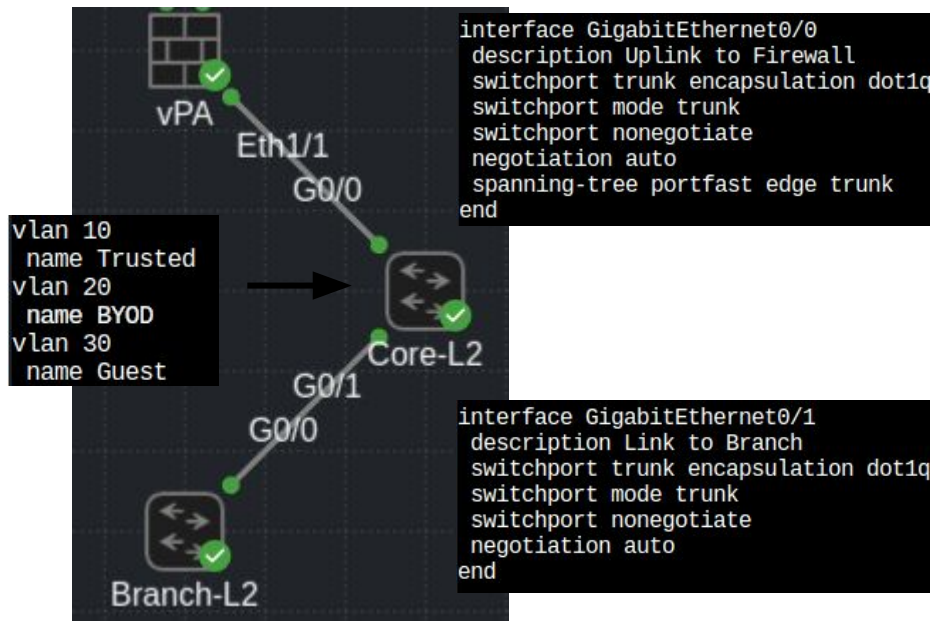 vPA
Eth1/1
G0/0
interface GigabitEthernet0/0
description Uplink to Firewall
switchport trunk encapsulation dot1q
switchport mode trunk
switchport nonegotiate
negotiation auto
spanning-tree portfast edge trunk
end
vlan 10
name Trusted
vlan 20
name BYOD
vlan 30
name Guest
Core-L2
G0/1
G0/0
Branch-L2
interface GigabitEthernet0/1
description Link to Branch
switchport trunk encapsulation dot1q
switchport mode trunk
switchport nonegotiate
negotiation auto
end